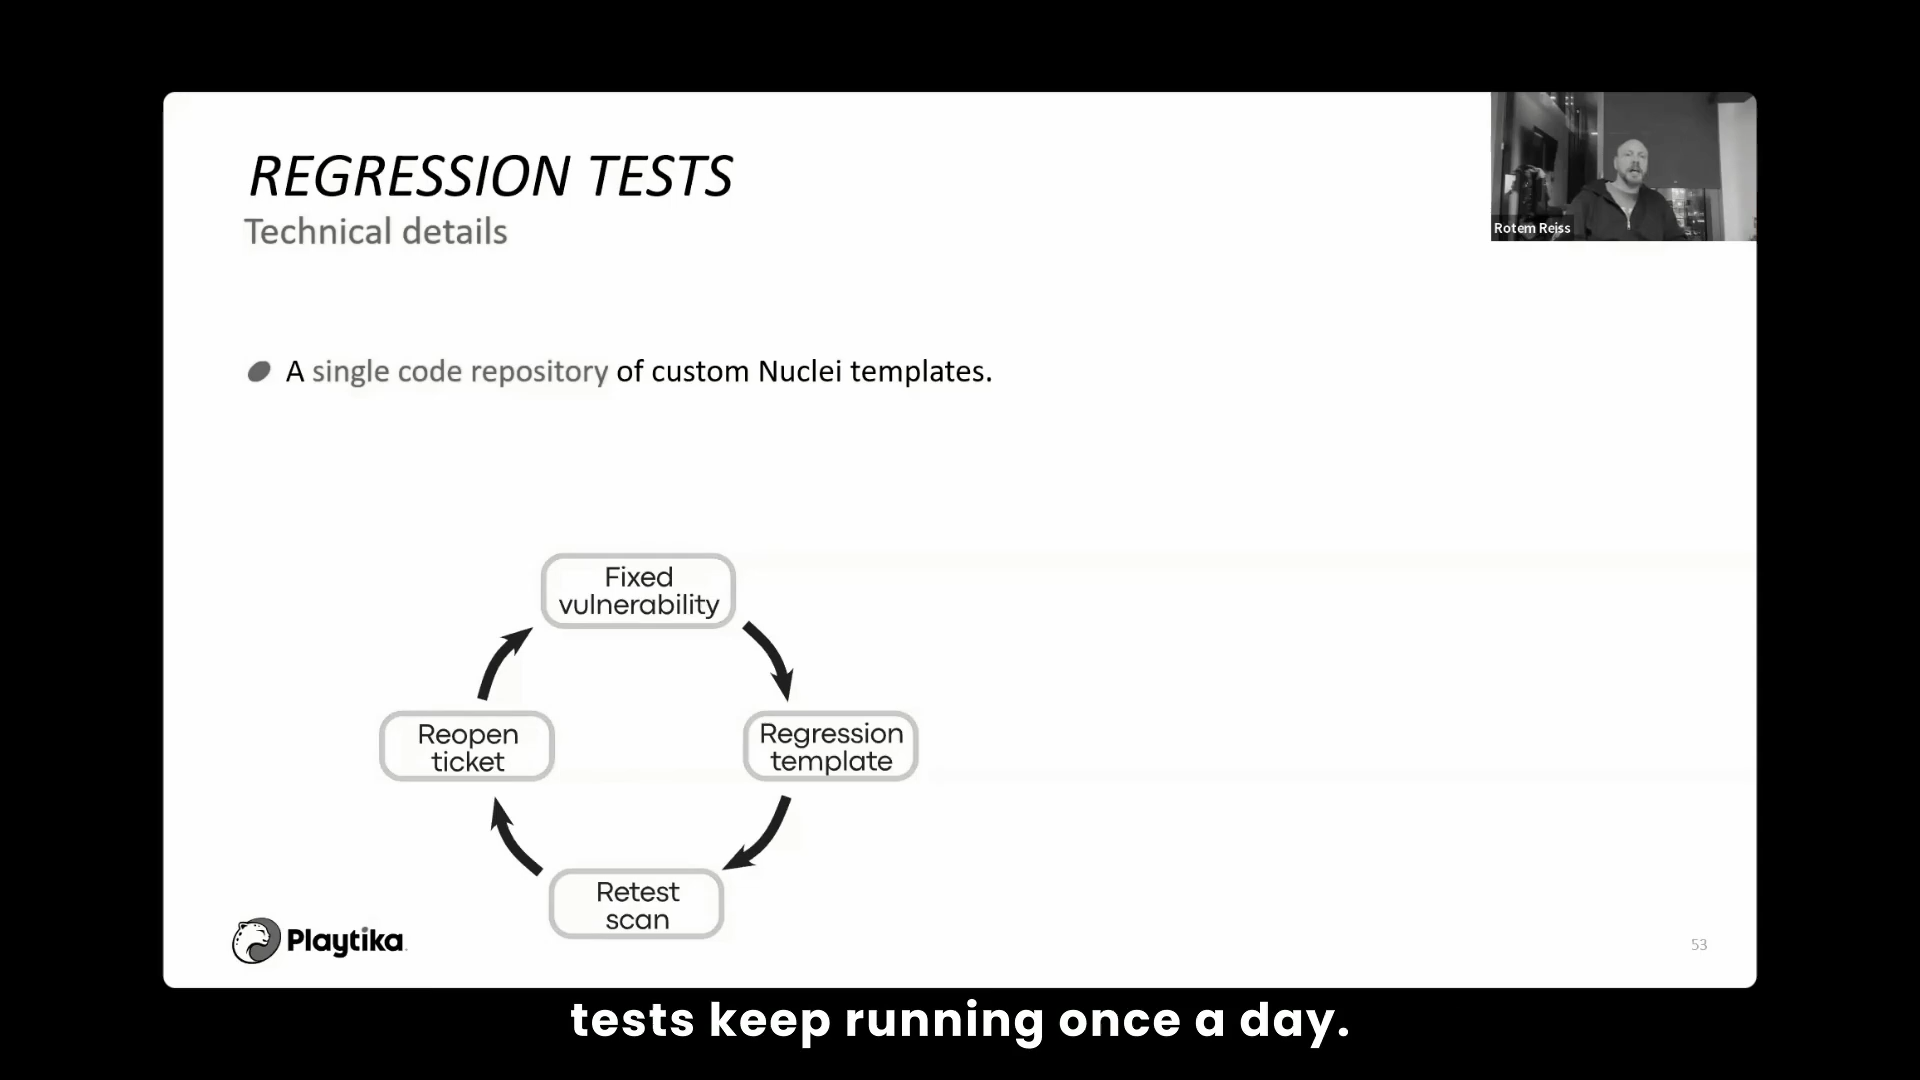 REGRESSION TESTS
Technical details
Rotem Reiss
A single code repository of custom Nuclei templates.
Fixed
vulnerability
Reopen
ticket
Regression
template
Retest
scan
Playtika
53
tests keep running once a day.